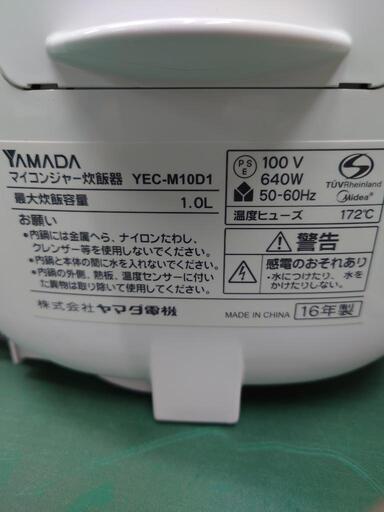 YAMADA
マイコンジャー炊飯器 YEC-M10D1
最大炊飯容量 1.0L
お願い
•内鍋には金属へら、ナイロンたわし、
クレンザー等を使用しないでください。
•内鍋と本体の間に水を入れないでください。
•内鍋の外側、熱板、温度センサーに付い
た異物は取り除いて使用してください。
株式会社ヤマダ電機
PS
E
100 V
640W
50-60Hz
温度ヒューズ 172℃
TÜVRheinland
Midea
警告
感電のおそれあり
•水につけたり、水を
かけたりしない。
MADE IN CHINA 16年製